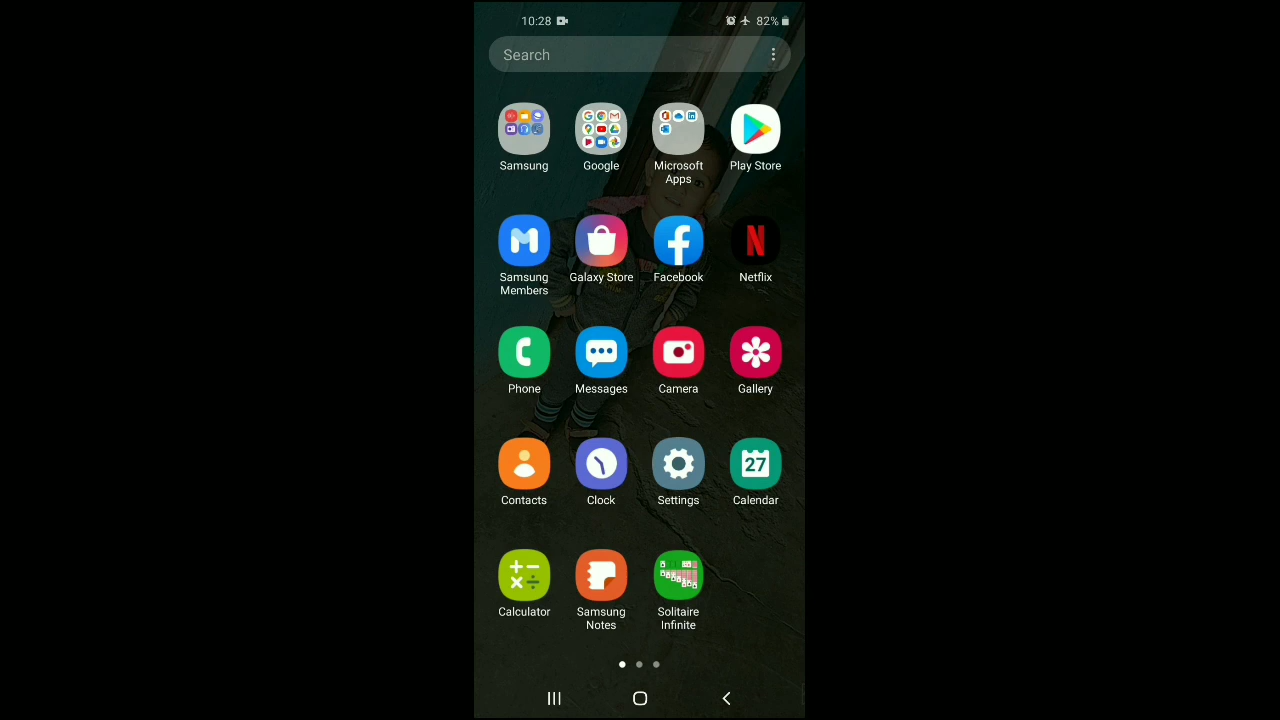 10:28
82%
Search
Samsung
Google
Microsoft
Apps
Play Store
Samsung
Members
Galaxy Store
Facebook
N
Netflix
Phone
Messages
Camera
Gallery
Contacts
Clock
Settings
27
Calendar
Calculator
Samsung
Notes
Solitaire
Infinite